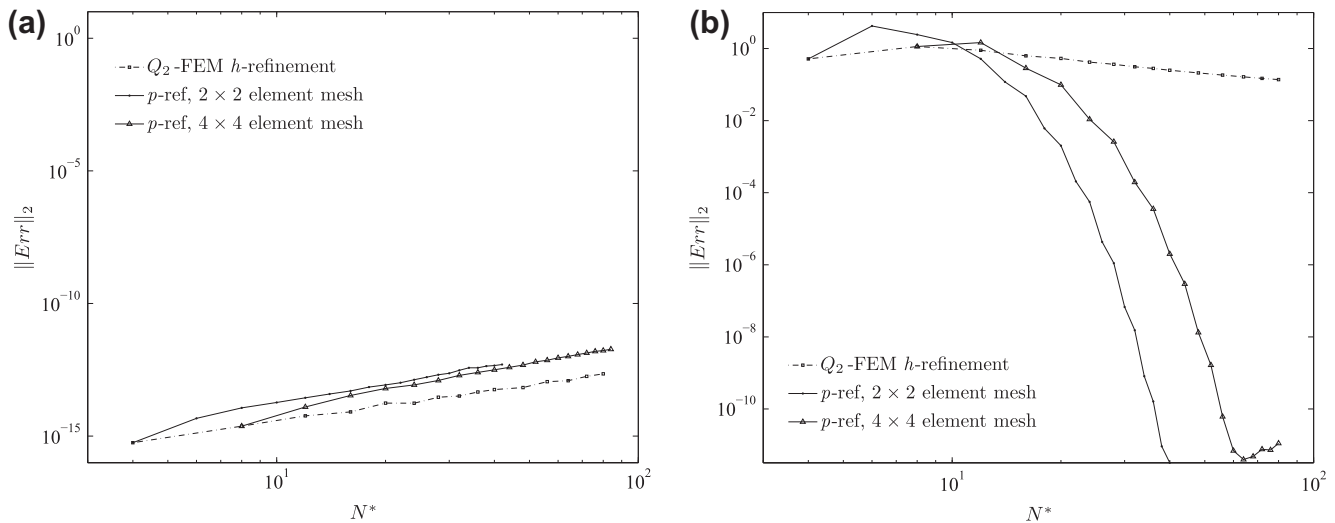 (a)
10^0
10^-5
10^-10
10^-15
||Err||_2
Q_2-FEM h-refinement
p-ref, 2 × 2 element mesh
p-ref, 4 × 4 element mesh
10^1
10^2
N*
(b)
10^0
10^-2
10^-4
10^-6
10^-8
10^-10
||Err||_2
Q_2-FEM h-refinement
p-ref, 2 × 2 element mesh
p-ref, 4 × 4 element mesh
10^1
10^2
N*